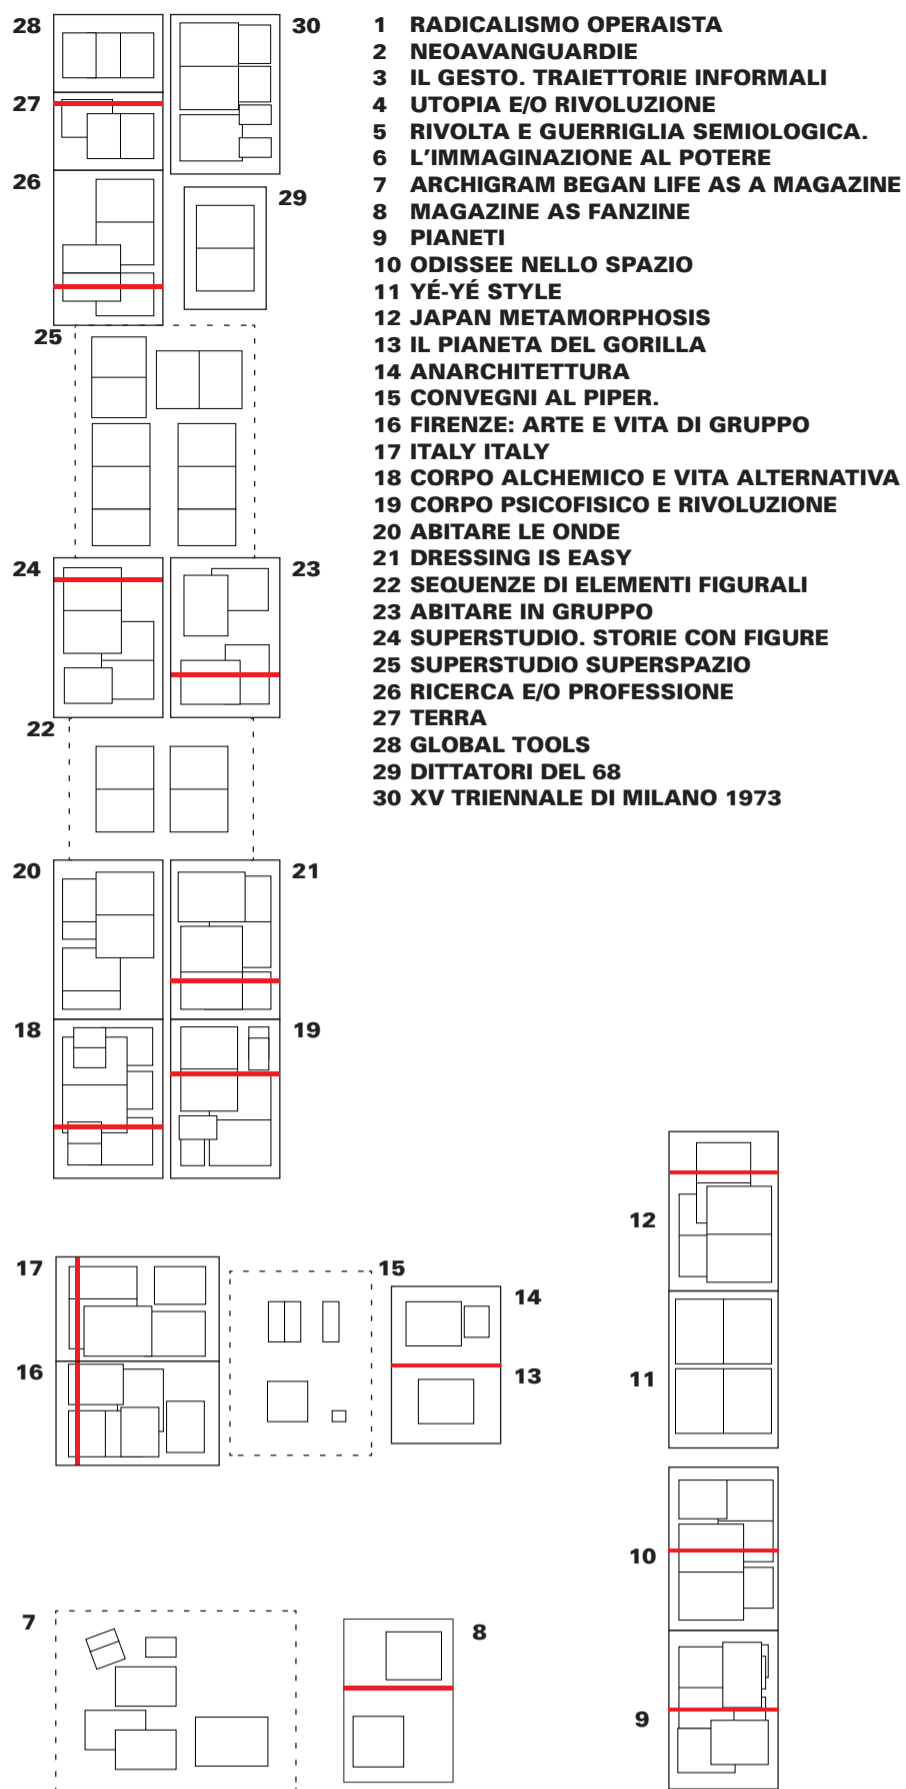 1 RADICALISMO OPERAISTA
2 NEOAVANGUARDIE
3 IL GESTO. TRAIETTORIE INFORMALI
4 UTOPIA E/O RIVOLUZIONE
5 RIVOLTA E GUERRIGLIA SEMIOLOGICA.
6 L'IMMAGINAZIONE AL POTERE
7 ARCHIGRAM BEGAN LIFE AS A MAGAZINE
8 MAGAZINE AS FANZINE
9 PIANETI
10 ODISSEE NELLO SPAZIO
11 YÉ-YÉ STYLE
12 JAPAN METAMORPHOSIS
13 IL PIANETA DEL GORILLA
14 ANARCHITETTURA
15 CONVEGNI AL PIPER.
16 FIRENZE: ARTE E VITA DI GRUPPO
17 ITALY ITALY
18 CORPO ALCHEMICO E VITA ALTERNATIVA
19 CORPO PSICOFISICO E RIVOLUZIONE
20 ABITARE LE ONDE
21 DRESSING IS EASY
22 SEQUENZE DI ELEMENTI FIGURALI
23 ABITARE IN GRUPPO
24 SUPERSTUDIO. STORIE CON FIGURE
25 SUPERSTUDIO SUPERSPAZIO
26 RICERCA E/O PROFESSIONE
27 TERRA
28 GLOBAL TOOLS
29 DITTATORI DEL 68
30 XV TRIENNALE DI MILANO 1973
28
30
27
26
29
25
24
23
22
20
21
18
19
12
17
15
14
16
13
11
10
7
8
9